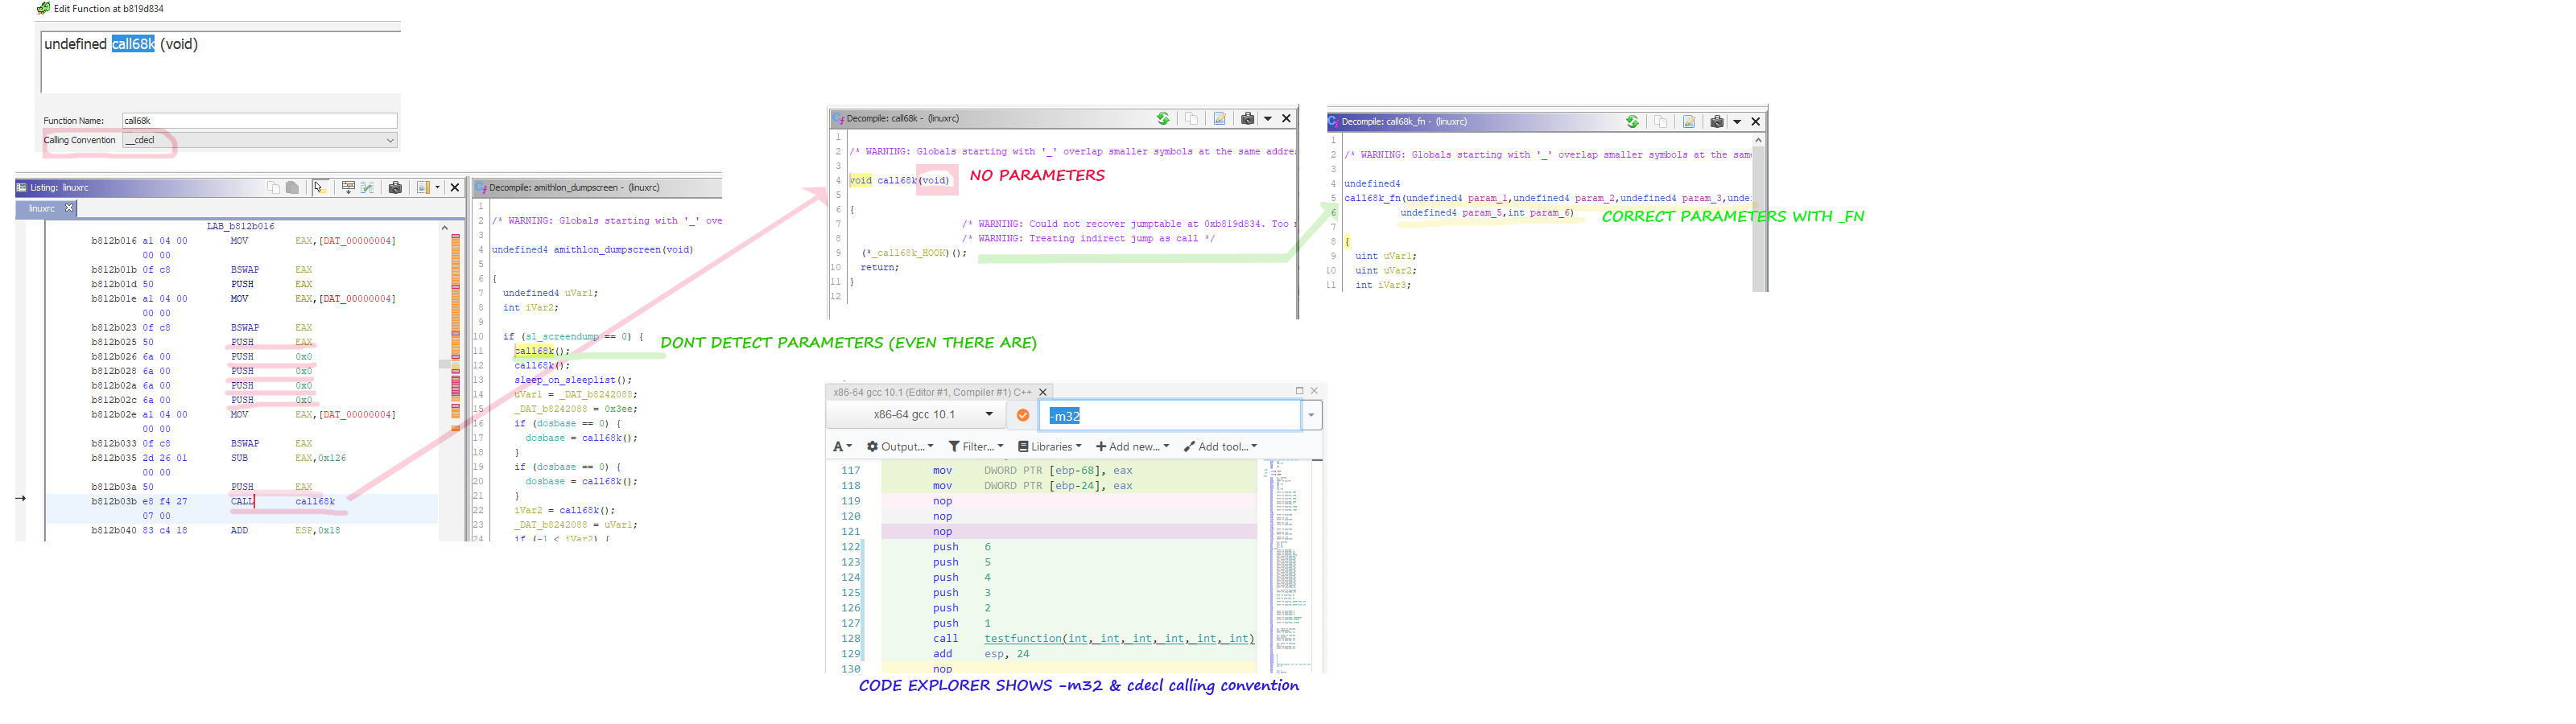 Edit Function at b819d834
undefined call68k (void)
Function Name: call68k
Calling Convention __cdecl
Listing: linuxrc
linuxrc
LAB_b812b016
b812b016 a1 04 00 MOV EAX,[DAT_00000004]
00 00
b812b01b 0f c8 BSWAP EAX
b812b01d 50 PUSH EAX
b812b01e a1 04 00 MOV EAX,[DAT_00000004]
00 00
b812b023 0f c8 BSWAP EAX
b812b025 50 PUSH EAX
b812b026 6a 00 PUSH 0x0
b812b028 6a 00 PUSH 0x0
b812b02a 6a 00 PUSH 0x0
b812b02c 6a 00 PUSH 0x0
b812b02e a1 04 00 MOV EAX,[DAT_00000004]
00 00
b812b033 0f c8 BSWAP EAX
b812b035 2d 26 01 SUB EAX,0x126
00 00
b812b03a 50 PUSH EAX
b812b03b e8 f4 27 CALL call68k
07 00
b812b040 83 c4 18 ADD ESP,0x18
Decompile: amithlon_dumpscreen - (linuxrc)
1
2 /* WARNING: Globals starting with '_' ove
3
4 undefined4 amithlon_dumpscreen(void)
5
6 {
7 undefined4 uVar1;
8 int iVar2;
9
10 if (sl_screendump == 0) {
11 call68k();
12 call68k();
13 sleep_on_sleeplist();
14 uVar1 = _DAT_b8242088;
15 _DAT_b8242088 = 0x3ee;
16 if (dosbase == 0) {
17 dosbase = call68k();
18 }
19 if (dosbase == 0) {
20 dosbase = call68k();
21 }
22 iVar2 = call68k();
23 _DAT_b8242088 = uVar1;
24 if (-1 < iVar2) {
DONT DETECT PARAMETERS (EVEN THERE ARE)
Decompile: call68k - (linuxrc)
1
2 /* WARNING: Globals starting with '_' overlap smaller symbols at the same addre
3
4 void call68k(void)
NO PARAMETERS
5
6 {
7 /* WARNING: Could not recover jumptable at 0xb819d834. Too
8 /* WARNING: Treating indirect jump as call */
9 (*_call68k_HOOK)();
10 return;
11 }
12
Decompile: call68k_fn - (linuxrc)
1
2 /* WARNING: Globals starting with '_' overlap smaller symbols at the sam
3
4 undefined4
5 call68k_fn(undefined4 param_1,undefined4 param_2,undefined4 param_3,unde
6 undefined4 param_5,int param_6)
CORRECT PARAMETERS WITH _FN
7
8 {
9 uint uVar1;
10 uint uVar2;
11 int iVar3;
x86-64 gcc 10.1 (Editor #1, Compiler #1) C++
x86-64 gcc 10.1 -m32
A Output... Filter... Libraries Add new... Add tool...
117 mov DWORD PTR [ebp-68], eax
118 mov DWORD PTR [ebp-24], eax
119 nop
120 nop
121 nop
122 push 6
123 push 5
124 push 4
125 push 3
126 push 2
127 push 1
128 call testfunction(int, int, int, int, int, int)
129 add esp, 24
130 nop
CODE EXPLORER SHOWS -m32 & cdecl calling convention